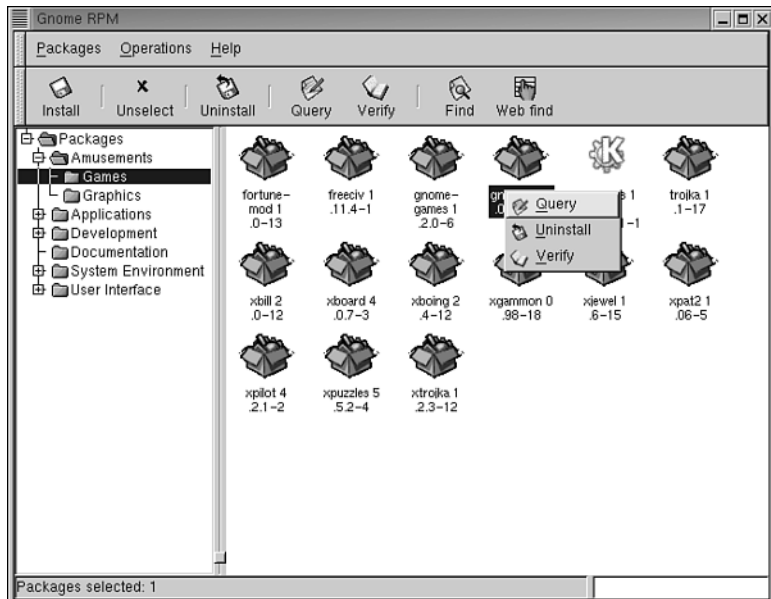 Gnome RPM
Packages Operations Help
Install Unselect Uninstall Query Verify Find Web find
Packages
Amusements
Games
Graphics
Applications
Development
Documentation
System Environment
User Interface
fortune-
mod 1
.0-13
freeciv 1
.11.4-1
gnome-
games 1
.2.0-6
trojka 1
.1-17
Query
Uninstall
Verify
xbill 2
.0-12
xboard 4
.0.7-3
xboing 2
.4-12
xgammon 0
.98-18
xjewel 1
.6-15
xpat2 1
.06-5
xpilot 4
.2.1-2
xpuzzles 5
.5.2-4
xtrojka 1
.2.3-12
Packages selected: 1